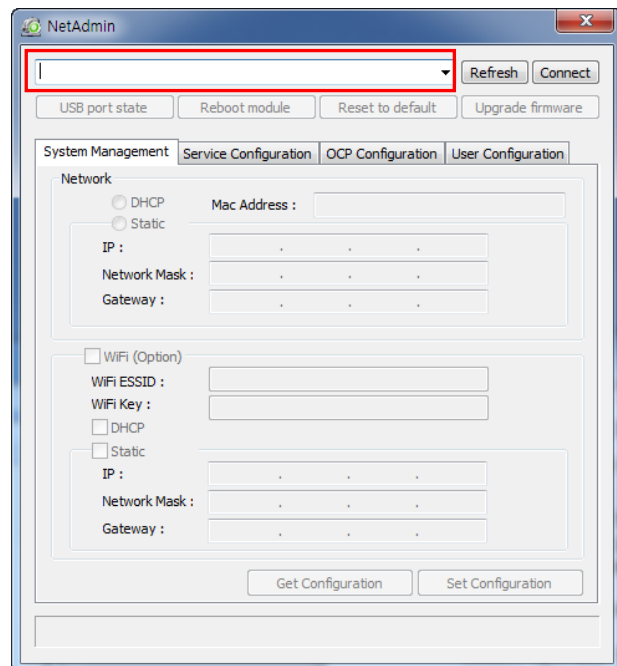 NetAdmin
Refresh Connect
USB port state Reboot module Reset to default Upgrade firmware
System Management Service Configuration OCP Configuration User Configuration
Network
DHCP Mac Address :
Static
IP : . . .
Network Mask : . . .
Gateway : . . .
WiFi (Option)
WiFi ESSID :
WiFi Key :
DHCP
Static
IP : . . .
Network Mask : . . .
Gateway : . . .
Get Configuration Set Configuration